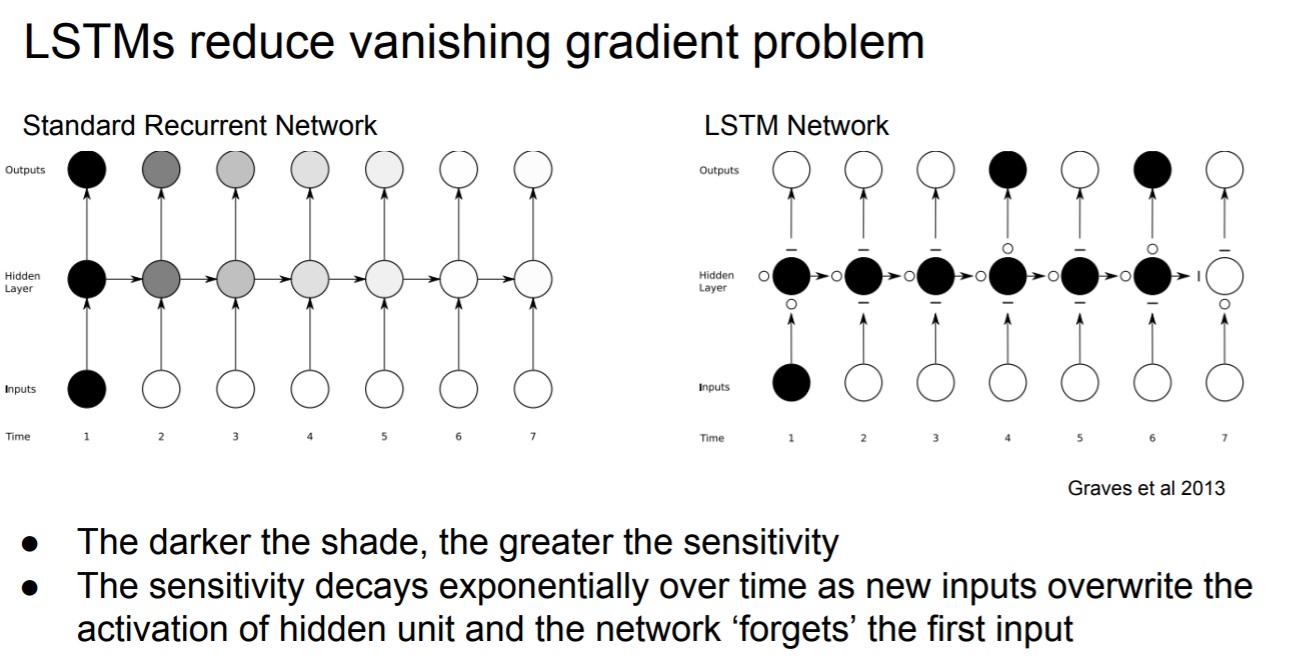 LSTMs reduce vanishing gradient problem
Standard Recurrent Network
Outputs
Hidden
Layer
Inputs
Time 1 2 3 4 5 6 7
LSTM Network
Outputs
Hidden
Layer
Inputs
Time 1 2 3 4 5 6 7
Graves et al 2013
● The darker the shade, the greater the sensitivity
● The sensitivity decays exponentially over time as new inputs overwrite the
activation of hidden unit and the network ‘forgets’ the first input